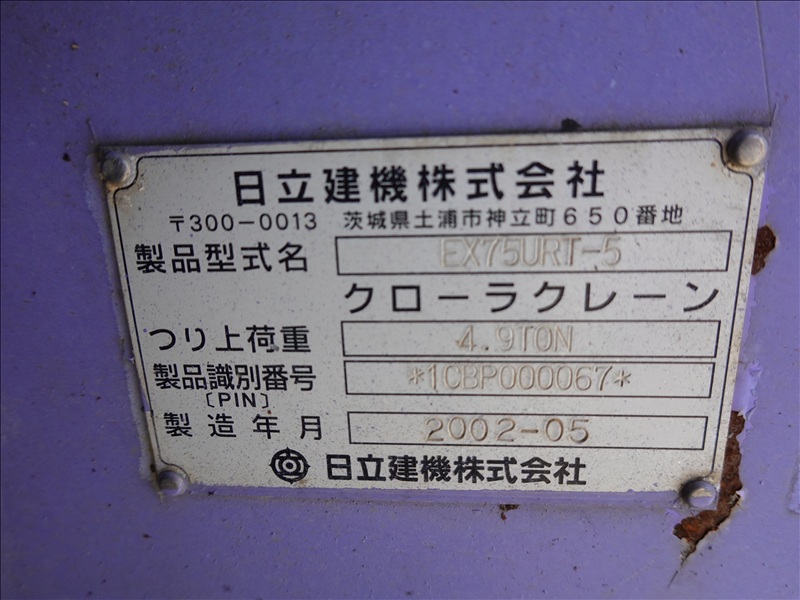 日立建機株式会社
〒300-0013 茨城県土浦市神立町650番地
製品型式名 EX75URT-5
クローラクレーン
つり上荷重 4.9TON
製品識別番号 *1CBP000067*
〔PIN〕
製造年月 2002-05
日立建機株式会社